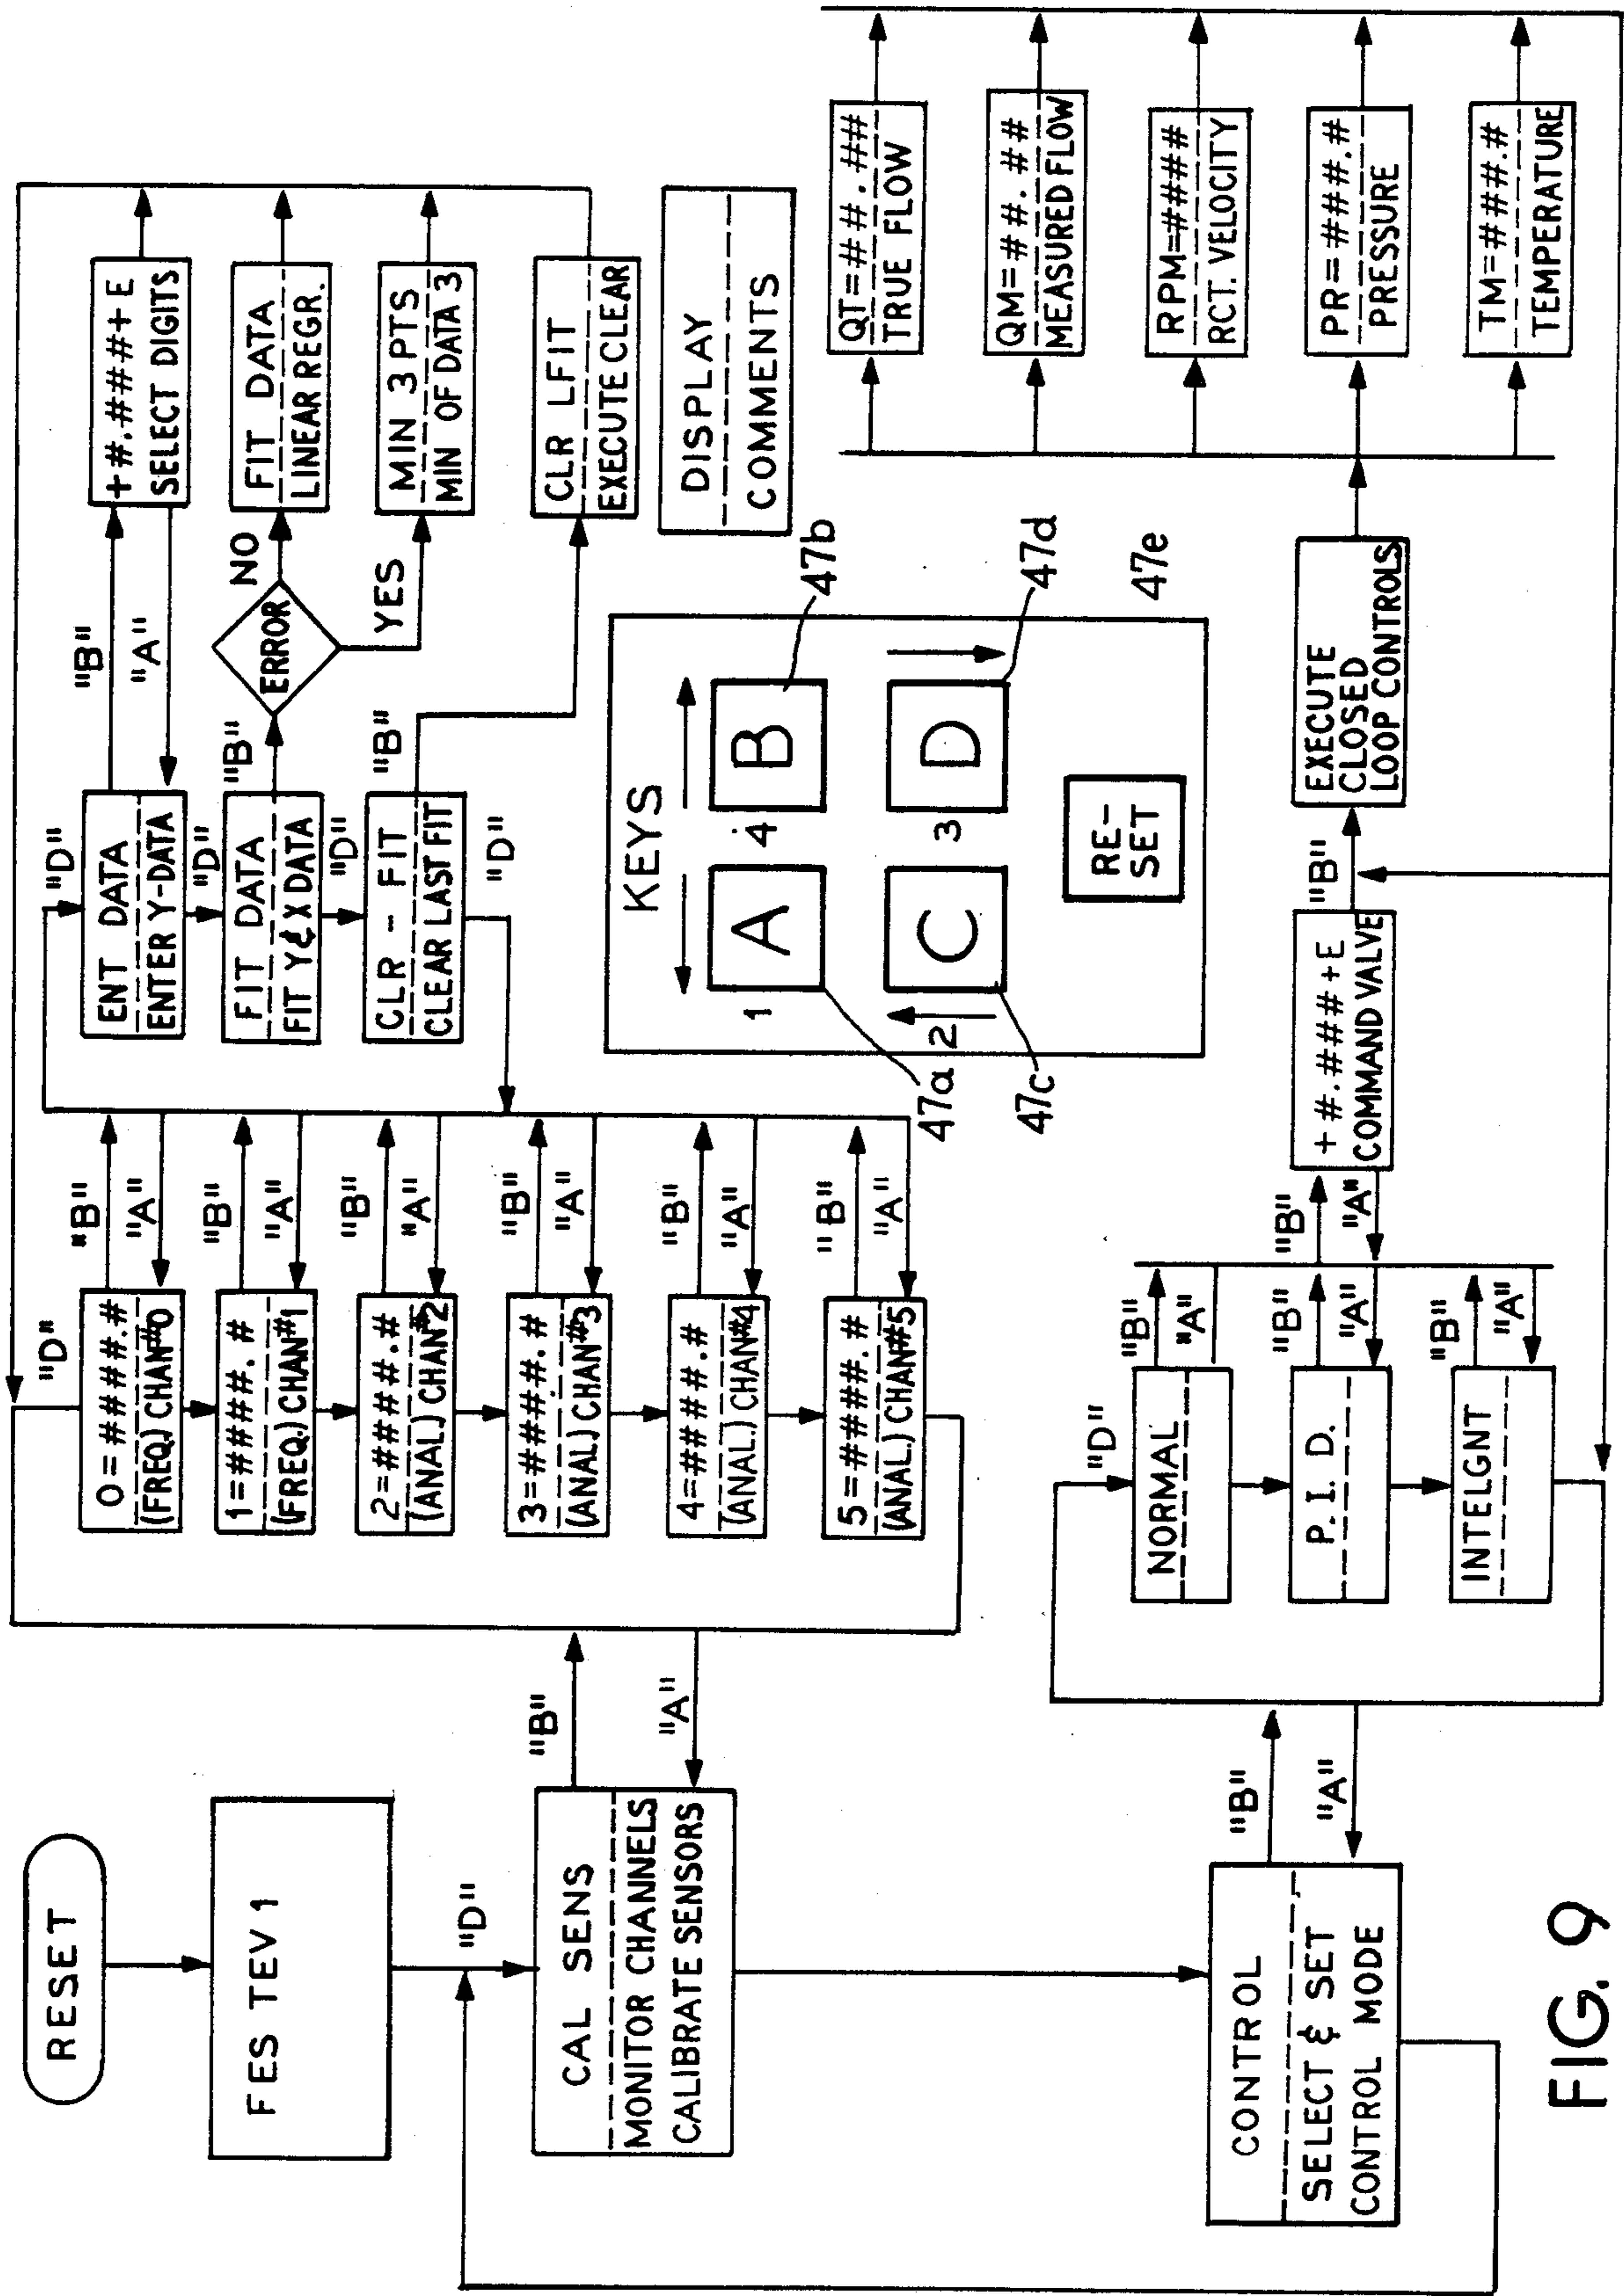 RESET
FES TEV 1
"D"
CAL SENS
MONITOR CHANNELS
CALIBRATE SENSORS
"B"
"A"
CONTROL
SELECT & SET
CONTROL MODE
"B"
"A"
"D"
0=####.#
(FREQ.) CHAN#0
1=####.#
(FREQ.) CHAN#1
2=####.#
(ANAL.) CHAN#2
3=####.#
(ANAL.) CHAN#3
4=####.#
(ANAL.) CHAN#4
5=####.#
(ANAL.) CHAN#5
"B"
"A"
"B"
"A"
"B"
"A"
"B"
"A"
"B"
"A"
"B"
"A"
"D"
ENT DATA
ENTER Y-DATA
"D"
FIT DATA
FIT Y & X DATA
"D"
CLR - FIT
CLEAR LAST FIT
"D"
"B"
"A"
"B"
"B"
ERROR
NO
YES
+#.###+E
SELECT DIGITS
FIT DATA
LINEAR REGR.
MIN 3 PTS
MIN OF DATA 3
CLR LFIT
EXECUTE CLEAR
DISPLAY
COMMENTS
KEYS
1
A
4
B
2
C
3
D
RE-
SET
47a
47b
47c
47d
47e
"D"
NORMAL
P. I. D.
INTELGNT
"B"
"A"
"B"
"A"
"B"
"A"
"B"
"A"
+#.###+E
COMMAND VALVE
"B"
EXECUTE
CLOSED
LOOP CONTROLS
QT=##.##
TRUE FLOW
QM=##.##
MEASURED FLOW
RPM=####
RCT. VELOCITY
PR=###.#
PRESSURE
TM=###.#
TEMPERATURE
FIG. 9